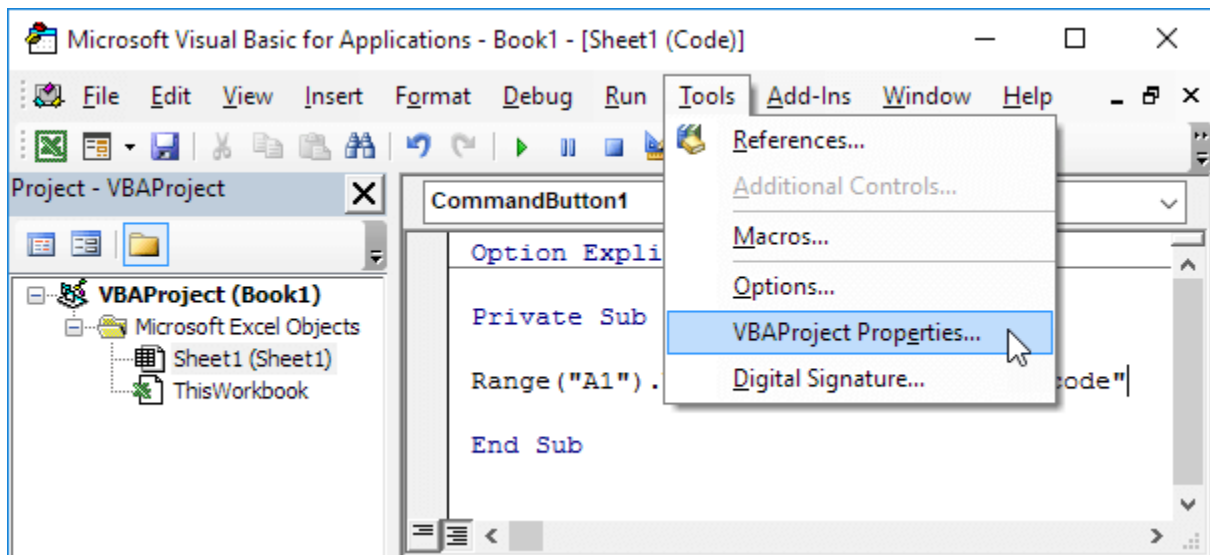 Microsoft Visual Basic for Applications - Book1 - [Sheet1 (Code)]
File Edit View Insert Format Debug Run Tools Add-Ins Window Help
References...
Additional Controls...
Macros...
Options...
VBAProject Properties...
Digital Signature...
Project - VBAProject
VBAProject (Book1)
Microsoft Excel Objects
Sheet1 (Sheet1)
ThisWorkbook
CommandButton1
Option Expli
Private Sub
Range("A1"). code"
End Sub